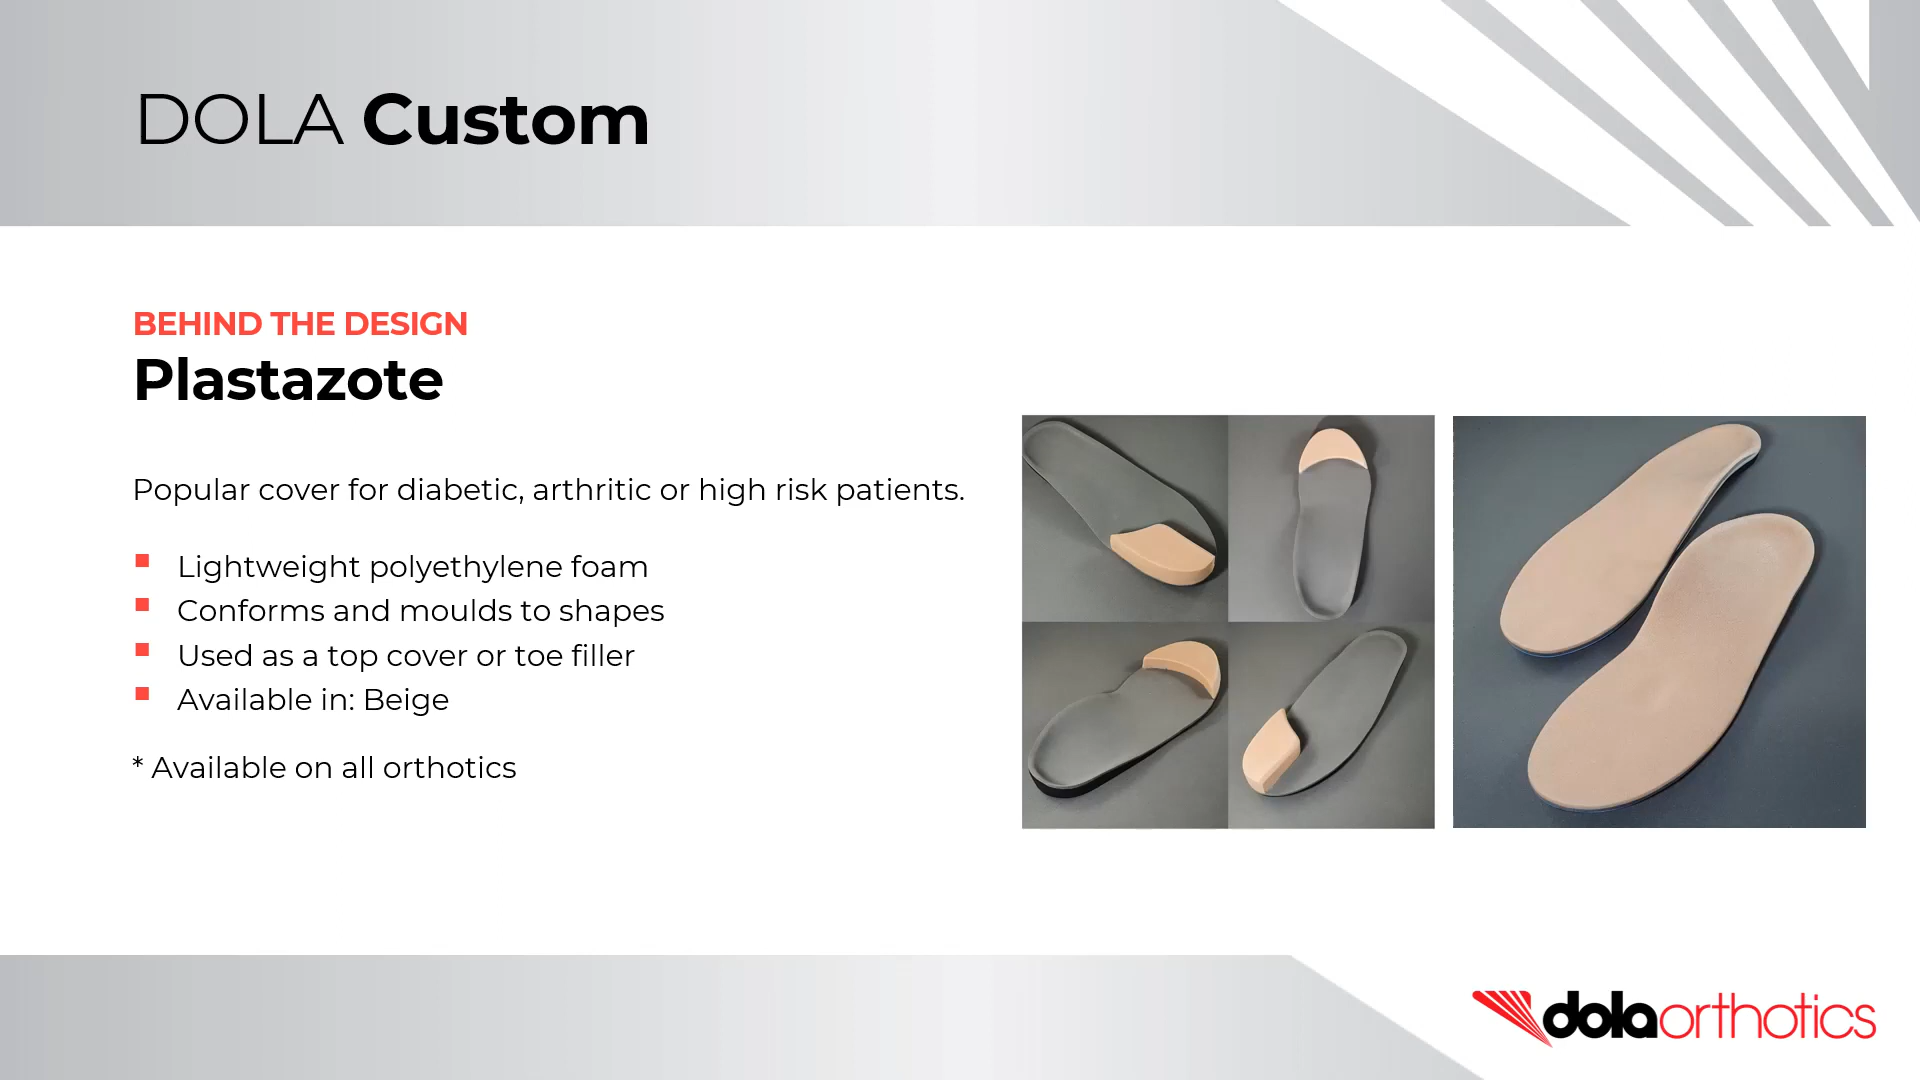 DOLA Custom
BEHIND THE DESIGN
Plastazote
Popular cover for diabetic, arthritic or high risk patients.
Lightweight polyethylene foam
Conforms and moulds to shapes
Used as a top cover or toe filler
Available in: Beige
* Available on all orthotics
dolaorthotics